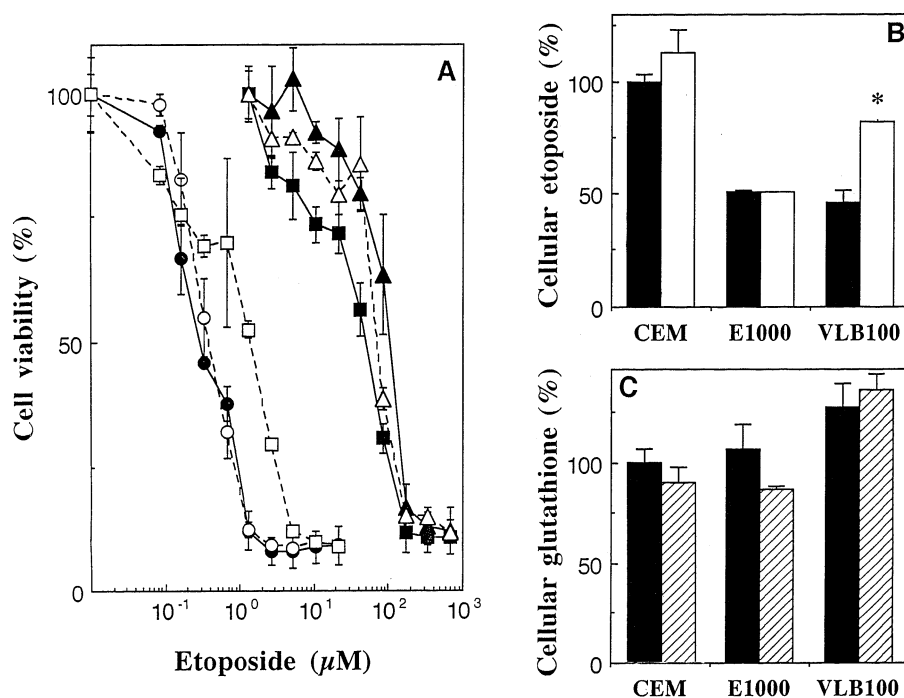 A
100
50
0
Cell viability (%)
10⁻¹ 10⁰ 10¹ 10² 10³
Etoposide (µM)
B
100
50
0
Cellular etoposide (%)
*
CEM E1000 VLB100
C
100
50
0
Cellular glutathione (%)
CEM E1000 VLB100